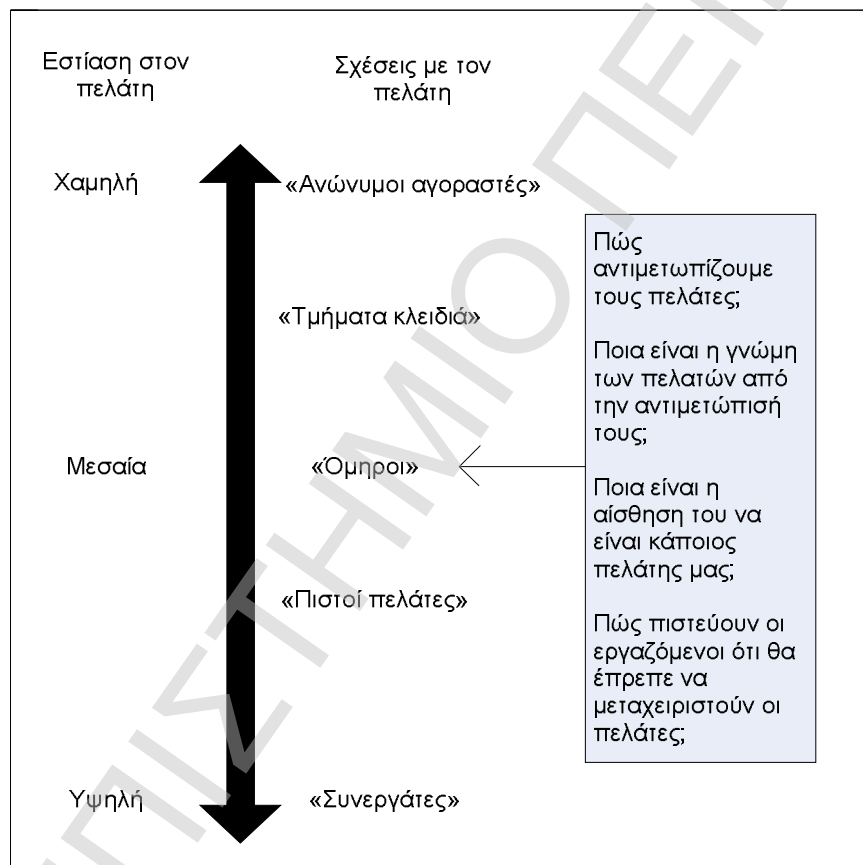 Εστίαση στον
πελάτη
Σχέσεις με τον
πελάτη
Χαμηλή
«Ανώνυμοι αγοραστές»
«Τμήματα κλειδιά»
Μεσαία
«Όμηροι»
«Πιστοί πελάτες»
Υψηλή
«Συνεργάτες»
Πώς
αντιμετωπίζουμε
τους πελάτες;
Ποια είναι η γνώμη
των πελατών από
την αντιμετώπισή
τους;
Ποια είναι η
αίσθηση του να
είναι κάποιος
πελάτης μας;
Πώς πιστεύουν οι
εργαζόμενοι ότι θα
έπρεπε να
μεταχειριστούν οι
πελάτες;